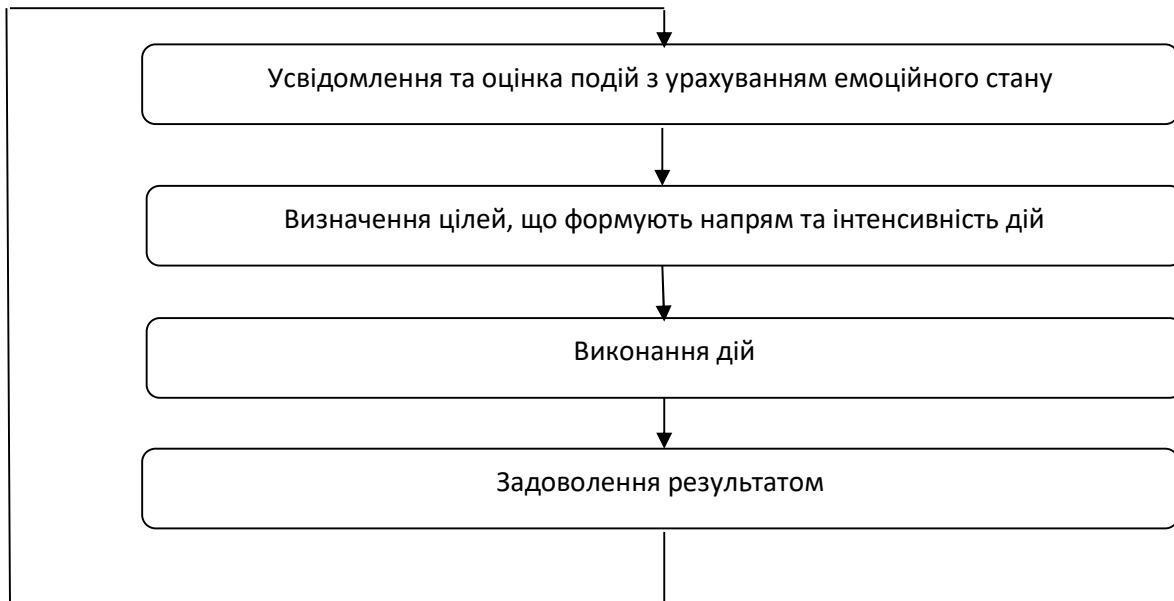 Усвідомлення та оцінка подій з урахуванням емоційного стану
Визначення цілей, що формують напрям та інтенсивність дій
Виконання дій
Задоволення результатом